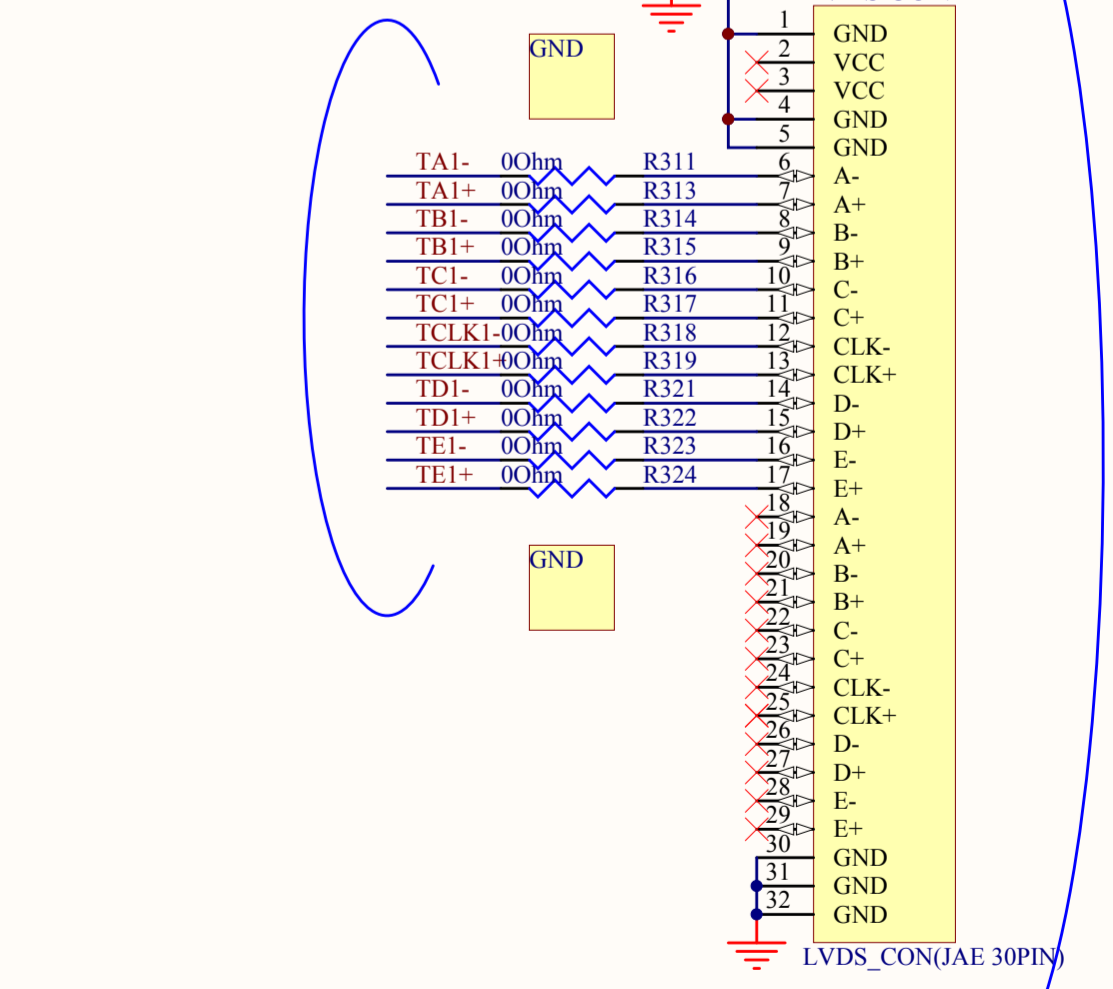 1 GND
GND
2 VCC
3 VCC
4 GND
5 GND
TA1- 0Ohm R311 6 A-
TA1+ 0Ohm R313 7 A+
TB1- 0Ohm R314 8 B-
TB1+ 0Ohm R315 9 B+
TC1- 0Ohm R316 10 C-
TC1+ 0Ohm R317 11 C+
TCLK1- 0Ohm R318 12 CLK-
TCLK1+ 0Ohm R319 13 CLK+
TD1- 0Ohm R321 14 D-
TD1+ 0Ohm R322 15 D+
TE1- 0Ohm R323 16 E-
TE1+ 0Ohm R324 17 E+
18 A-
19 A+
GND
20 B-
21 B+
22 C-
23 C+
24 CLK-
25 CLK+
26 D-
27 D+
28 E-
29 E+
30 GND
31 GND
32 GND
LVDS_CON(JAE 30PIN)